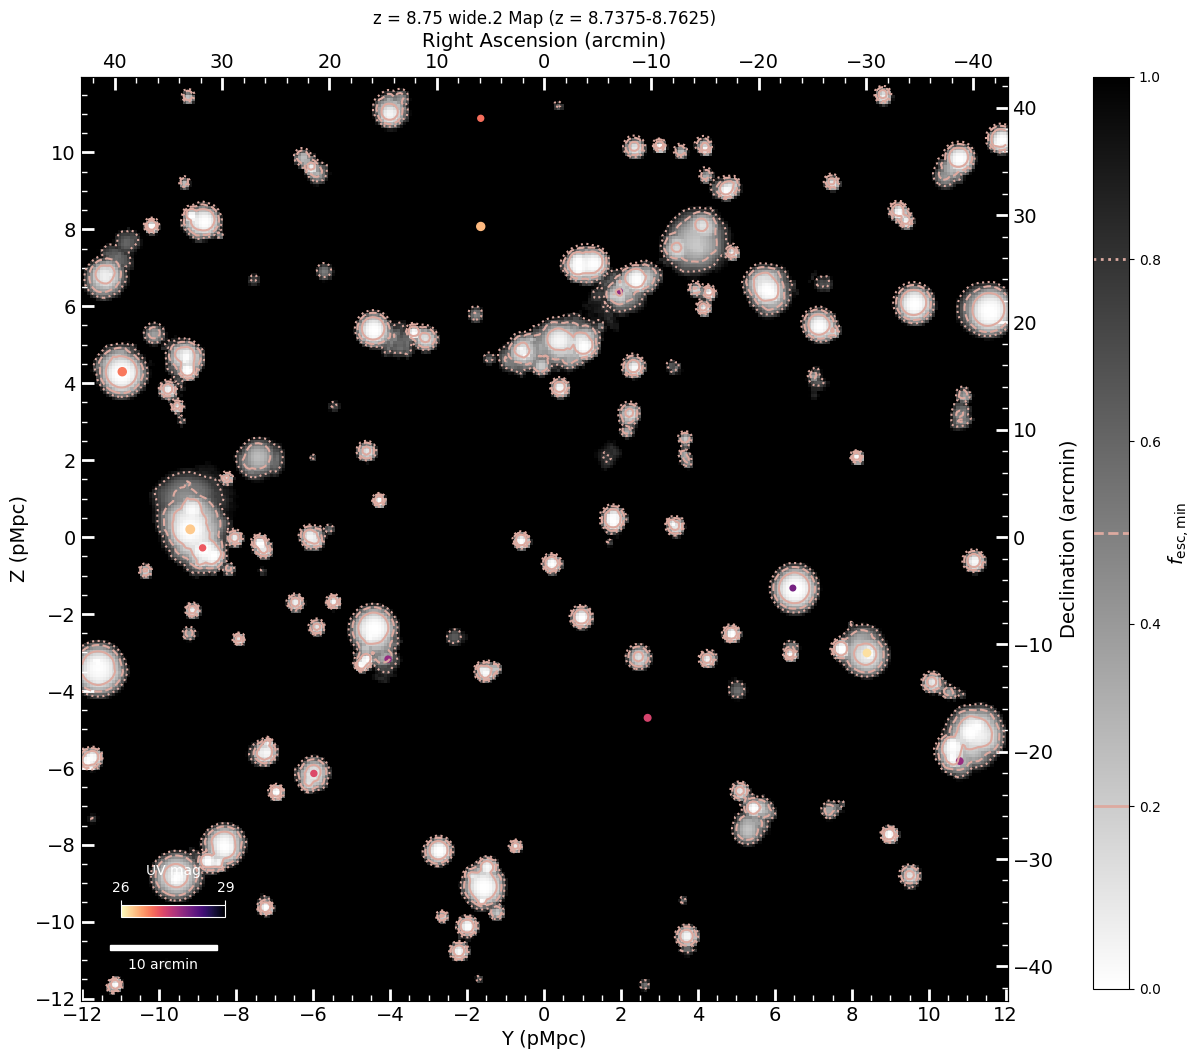 z = 8.75 wide.2 Map (z = 8.7375-8.7625)
Right Ascension (arcmin)
40 30 20 10 0 −10 −20 −30 −40
10
8
6
4
2
0
−2
−4
−6
−8
−10
−12
Z (pMpc)
UV mag
26 29
10 arcmin
−12 −10 −8 −6 −4 −2 0 2 4 6 8 10 12
Y (pMpc)
40
30
20
10
0
−10
−20
−30
−40
Declination (arcmin)
1.0
0.8
0.6
0.4
0.2
0.0
f_esc,min